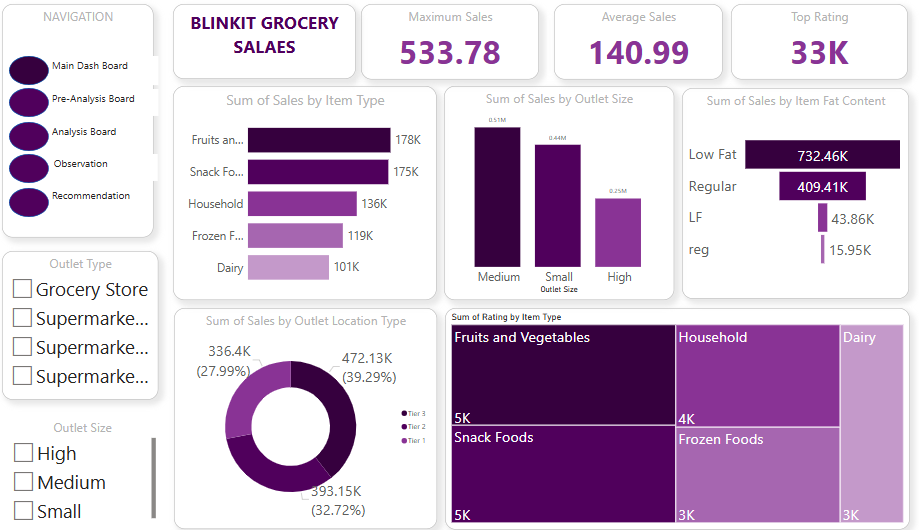 NAVIGATION
Main Dash Board
Pre-Analysis Board
Analysis Board
Observation
Recommendation
BLINKIT GROCERY
SALAES
Maximum Sales
533.78
Average Sales
140.99
Top Rating
33K
Outlet Type
Grocery Store
Supermarke...
Supermarke...
Supermarke...
Outlet Size
High
Medium
Small
Sum of Sales by Item Type
Fruits an... 178K
Snack Fo... 175K
Household 136K
Frozen F... 119K
Dairy 101K
Sum of Sales by Outlet Size
0.51M
0.44M
0.25M
Medium Small High
Outlet Size
Sum of Sales by Item Fat Content
Low Fat 732.46K
Regular 409.41K
LF 43.86K
reg 15.95K
Sum of Sales by Outlet Location Type
336.4K
(27.99%)
472.13K
(39.29%)
393.15K
(32.72%)
Tier 3
Tier 2
Tier 1
Sum of Rating by Item Type
Fruits and Vegetables
5K
Snack Foods
5K
Household
4K
Frozen Foods
3K
Dairy
3K